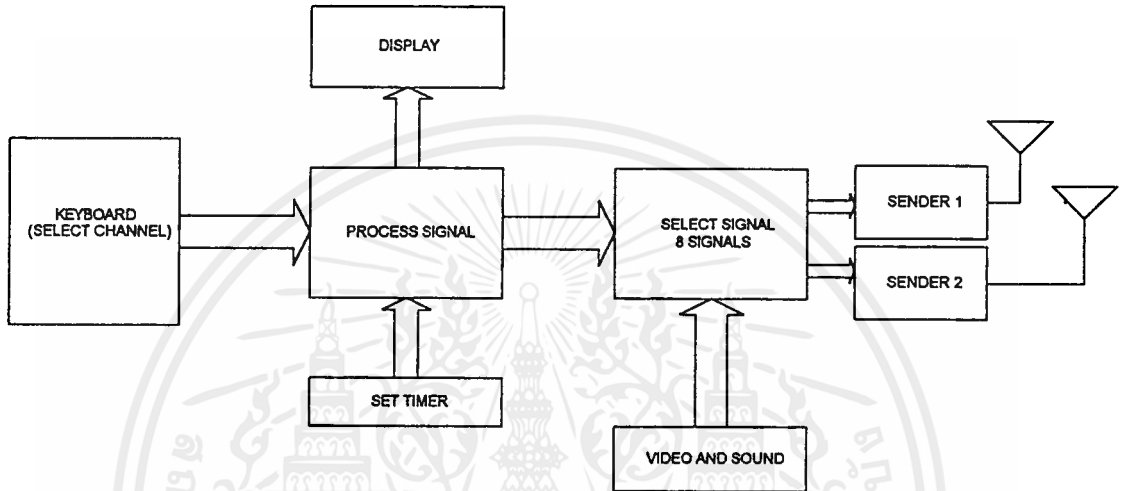 DISPLAY
KEYBOARD
(SELECT CHANNEL)
PROCESS SIGNAL
SELECT SIGNAL
8 SIGNALS
SENDER 1
SENDER 2
SET TIMER
VIDEO AND SOUND